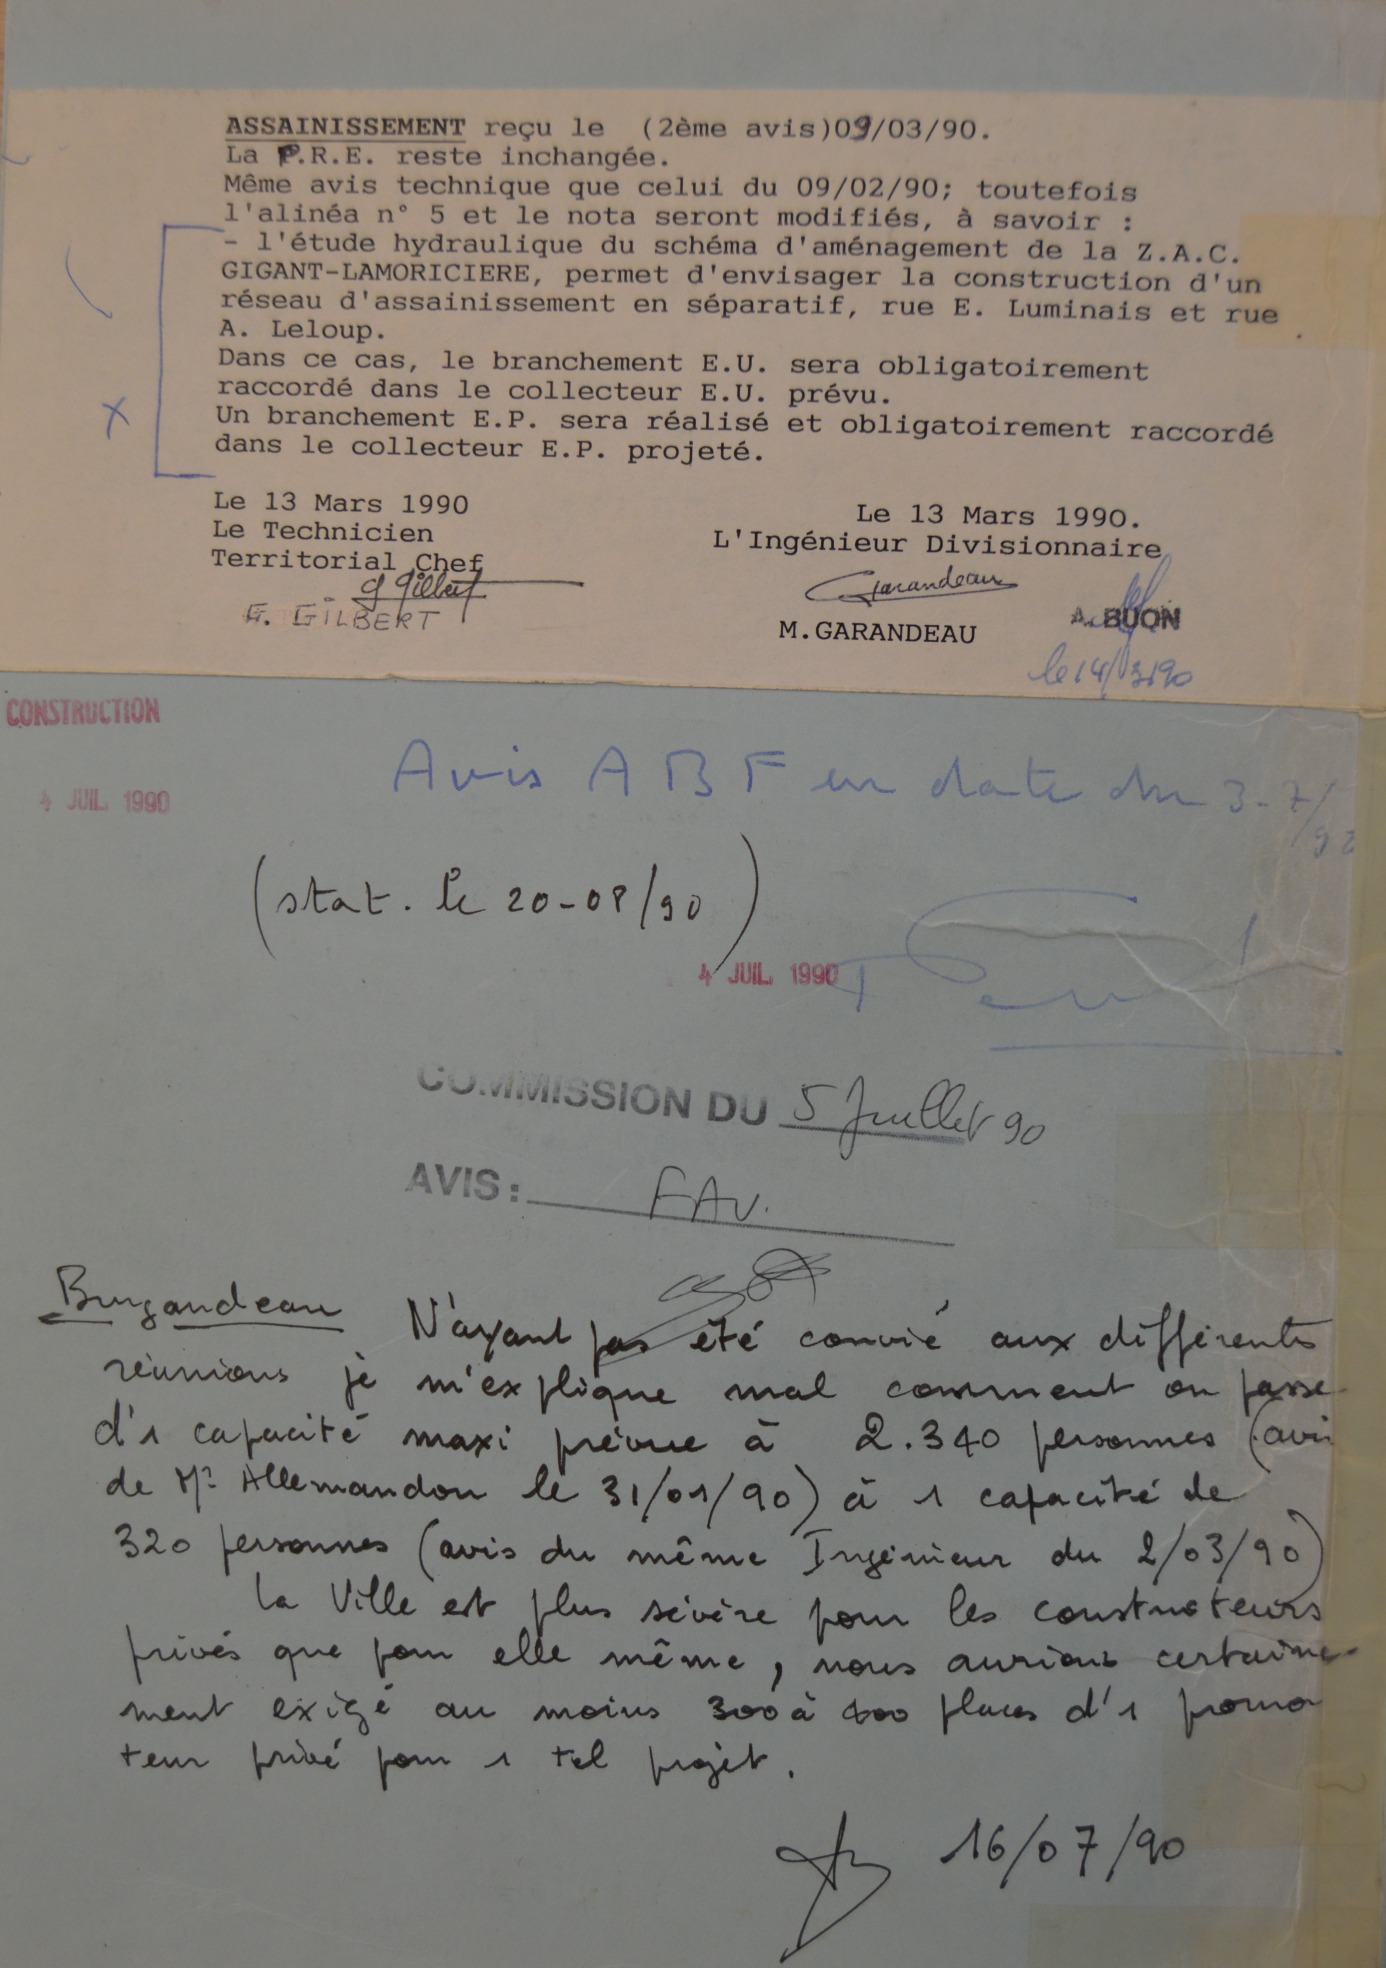 ASSAINISSEMENT reçu le (2ème avis)09/03/90.
La P.R.E. reste inchangée.
Même avis technique que celui du 09/02/90; toutefois
l'alinéa n° 5 et le nota seront modifiés, à savoir :
- l'étude hydraulique du schéma d'aménagement de la Z.A.C.
GIGANT-LAMORICIERE, permet d'envisager la construction d'un
réseau d'assainissement en séparatif, rue E. Luminais et rue
A. Leloup.
Dans ce cas, le branchement E.U. sera obligatoirement
raccordé dans le collecteur E.U. prévu.
Un branchement E.P. sera réalisé et obligatoirement raccordé
dans le collecteur E.P. projeté.
Le 13 Mars 1990
Le Technicien
Territorial Chef
G. GILBERT
Le 13 Mars 1990.
L'Ingénieur Divisionnaire
Garandeau
M.GARANDEAU
A. BUON
le 14/3/90
CONSTRUCTION
4 JUIL. 1990
Avis ABF en date du 3-7/
(stat. le 20-08/90)
4 JUIL. 1990
COMMISSION DU 5 Juillet 90
AVIS : FAV.
N'ayant pas été convié aux différents
réunions je m'explique mal comment on passe
d'1 capacité maxi prévue à 2.340 personnes (avis
de Mr Allemandou le 31/01/90) à 1 capacité de
320 personnes (avis du même Ingénieur du 2/03/90)
La Ville est plus sévère pour les constructeurs
privés que pour elle même, nous aurions certaine-
ment exigé au moins 300 à 400 places d'1 promo
teur privé pour 1 tel projet.
16/07/90